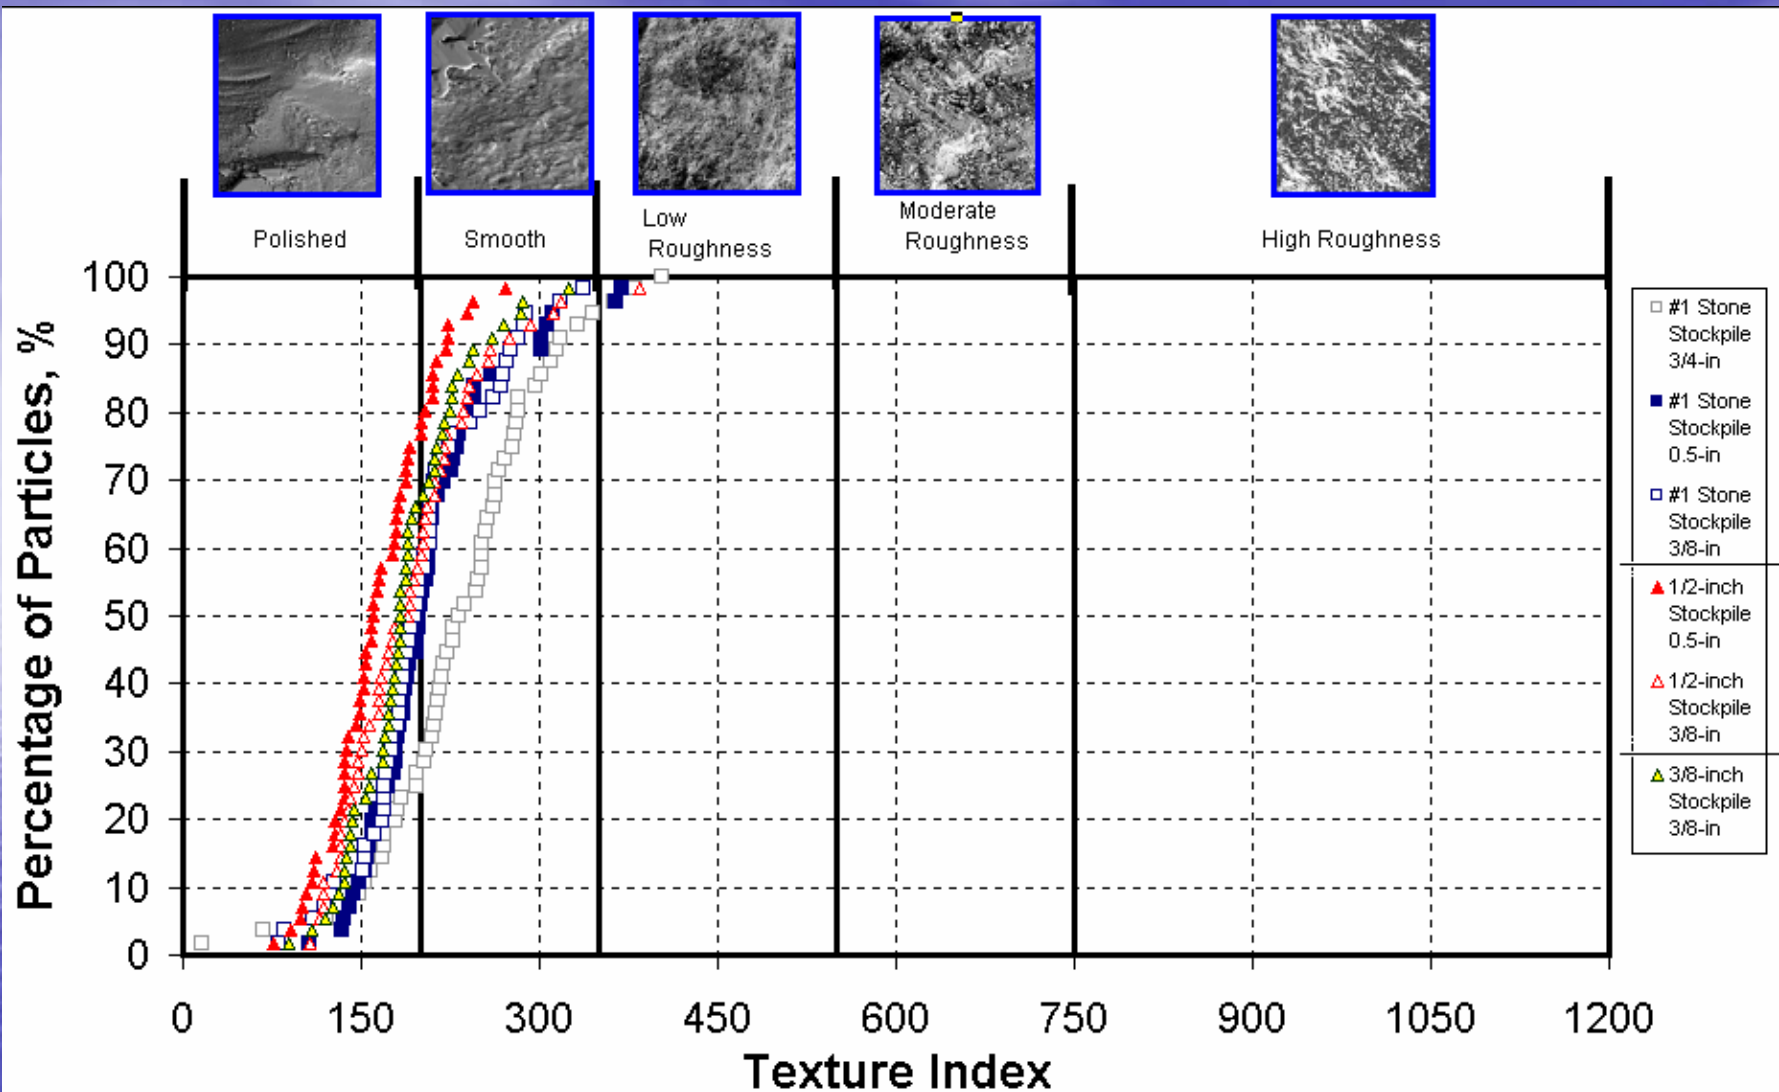 Polished
Smooth
Low
Roughness
Moderate
Roughness
High Roughness
Percentage of Particles, %
100
90
80
70
60
50
40
30
20
10
0
0 150 300 450 600 750 900 1050 1200
Texture Index
#1 Stone
Stockpile
3/4-in
#1 Stone
Stockpile
0.5-in
#1 Stone
Stockpile
3/8-in
1/2-inch
Stockpile
0.5-in
1/2-inch
Stockpile
3/8-in
3/8-inch
Stockpile
3/8-in